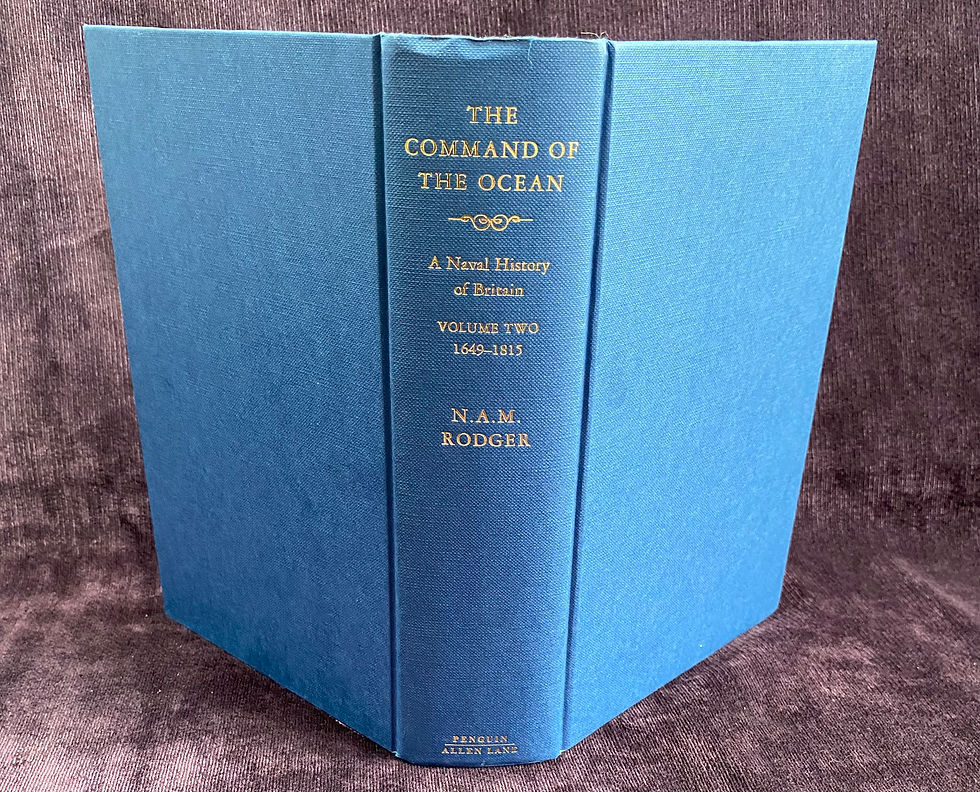 THE
COMMAND OF
THE OCEAN
A Naval History
of Britain
VOLUME TWO
1649–1815
N.A.M.
RODGER
PENGUIN
ALLEN LANE